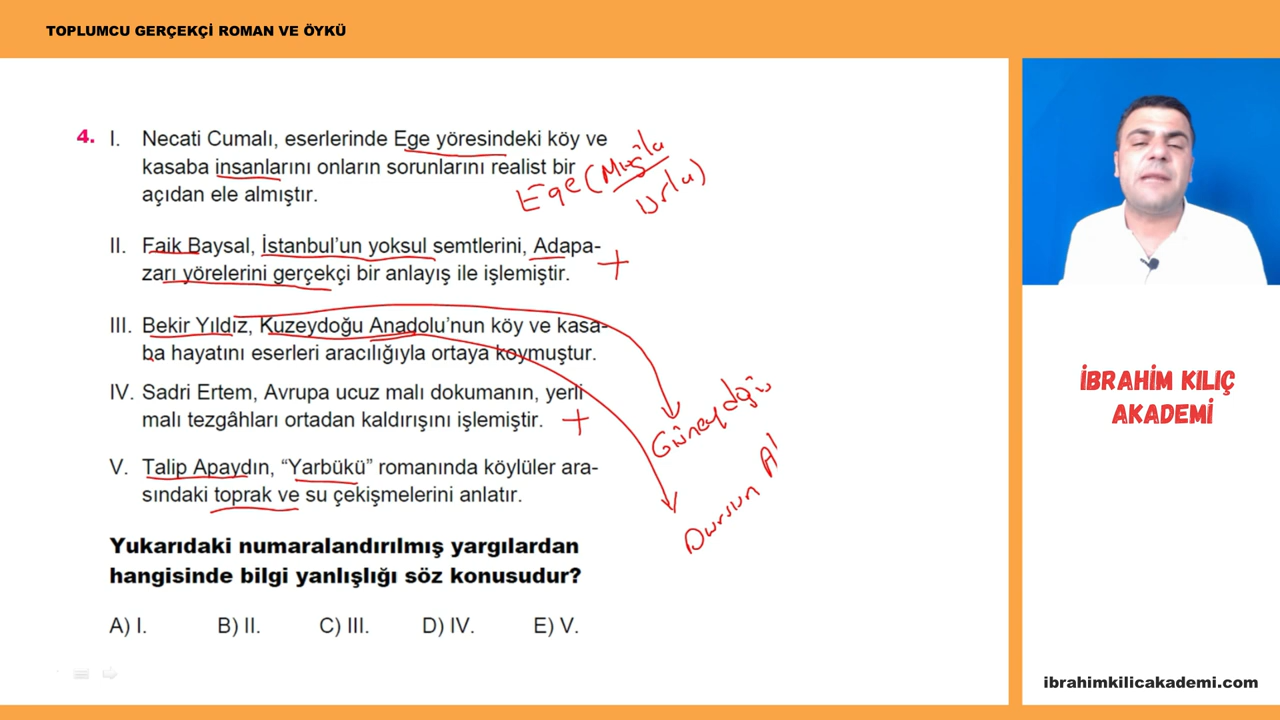 TOPLUMCU GERÇEKÇİ ROMAN VE ÖYKÜ
4. I. Necati Cumalı, eserlerinde Ege yöresindeki köy ve
kasaba insanlarını onların sorunlarını realist bir
açıdan ele almıştır.
Ege (Muğla
Urla)
II. Faik Baysal, İstanbul'un yoksul semtlerini, Adapa-
zarı yörelerini gerçekçi bir anlayış ile işlemiştir. +
III. Bekir Yıldız, Kuzeydoğu Anadolu'nun köy ve kasa-
ba hayatını eserleri aracılığıyla ortaya koymuştur.
IV. Sadri Ertem, Avrupa ucuz malı dokumanın, yerli
malı tezgâhları ortadan kaldırışını işlemiştir. +
Güneydoğu
V. Talip Apaydın, “Yarbükü” romanında köylüler ara-
sındaki toprak ve su çekişmelerini anlatır.
Dursun A
Yukarıdaki numaralandırılmış yargılardan
hangisinde bilgi yanlışlığı söz konusudur?
A) I. B) II. C) III. D) IV. E) V.
İBRAHİM KILIÇ
AKADEMİ
ibrahimkilicakademi.com